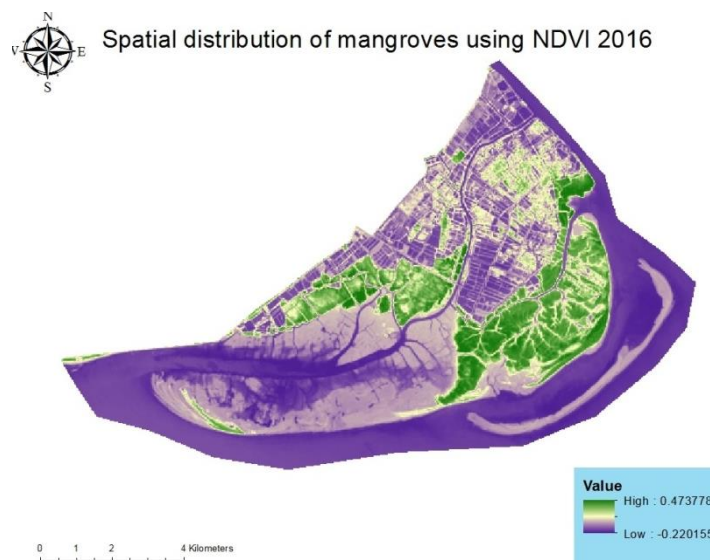 N
Spatial distribution of mangroves using NDVI 2016
V
E
S
Value
High : 0.473778
Low : -0.220155
0 1 2 4 Kilometers